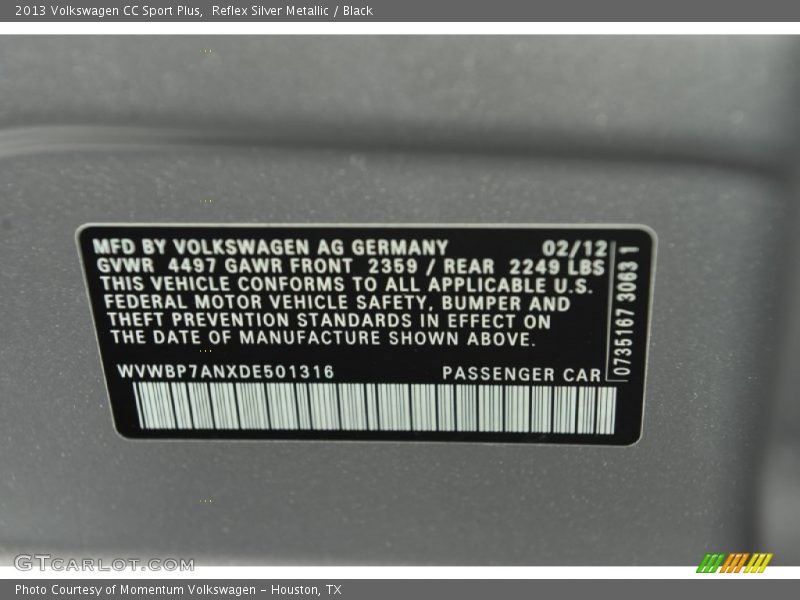 2013 Volkswagen CC Sport Plus, Reflex Silver Metallic / Black
MFD BY VOLKSWAGEN AG GERMANY 02/12
GVWR 4497 GAWR FRONT 2359 / REAR 2249 LBS
THIS VEHICLE CONFORMS TO ALL APPLICABLE U.S.
FEDERAL MOTOR VEHICLE SAFETY, BUMPER AND
THEFT PREVENTION STANDARDS IN EFFECT ON
THE DATE OF MANUFACTURE SHOWN ABOVE.
WVWBP7ANXDE501316 PASSENGER CAR
0735167 3063 1
GTCARLOT.COM
Photo Courtesy of Momentum Volkswagen - Houston, TX